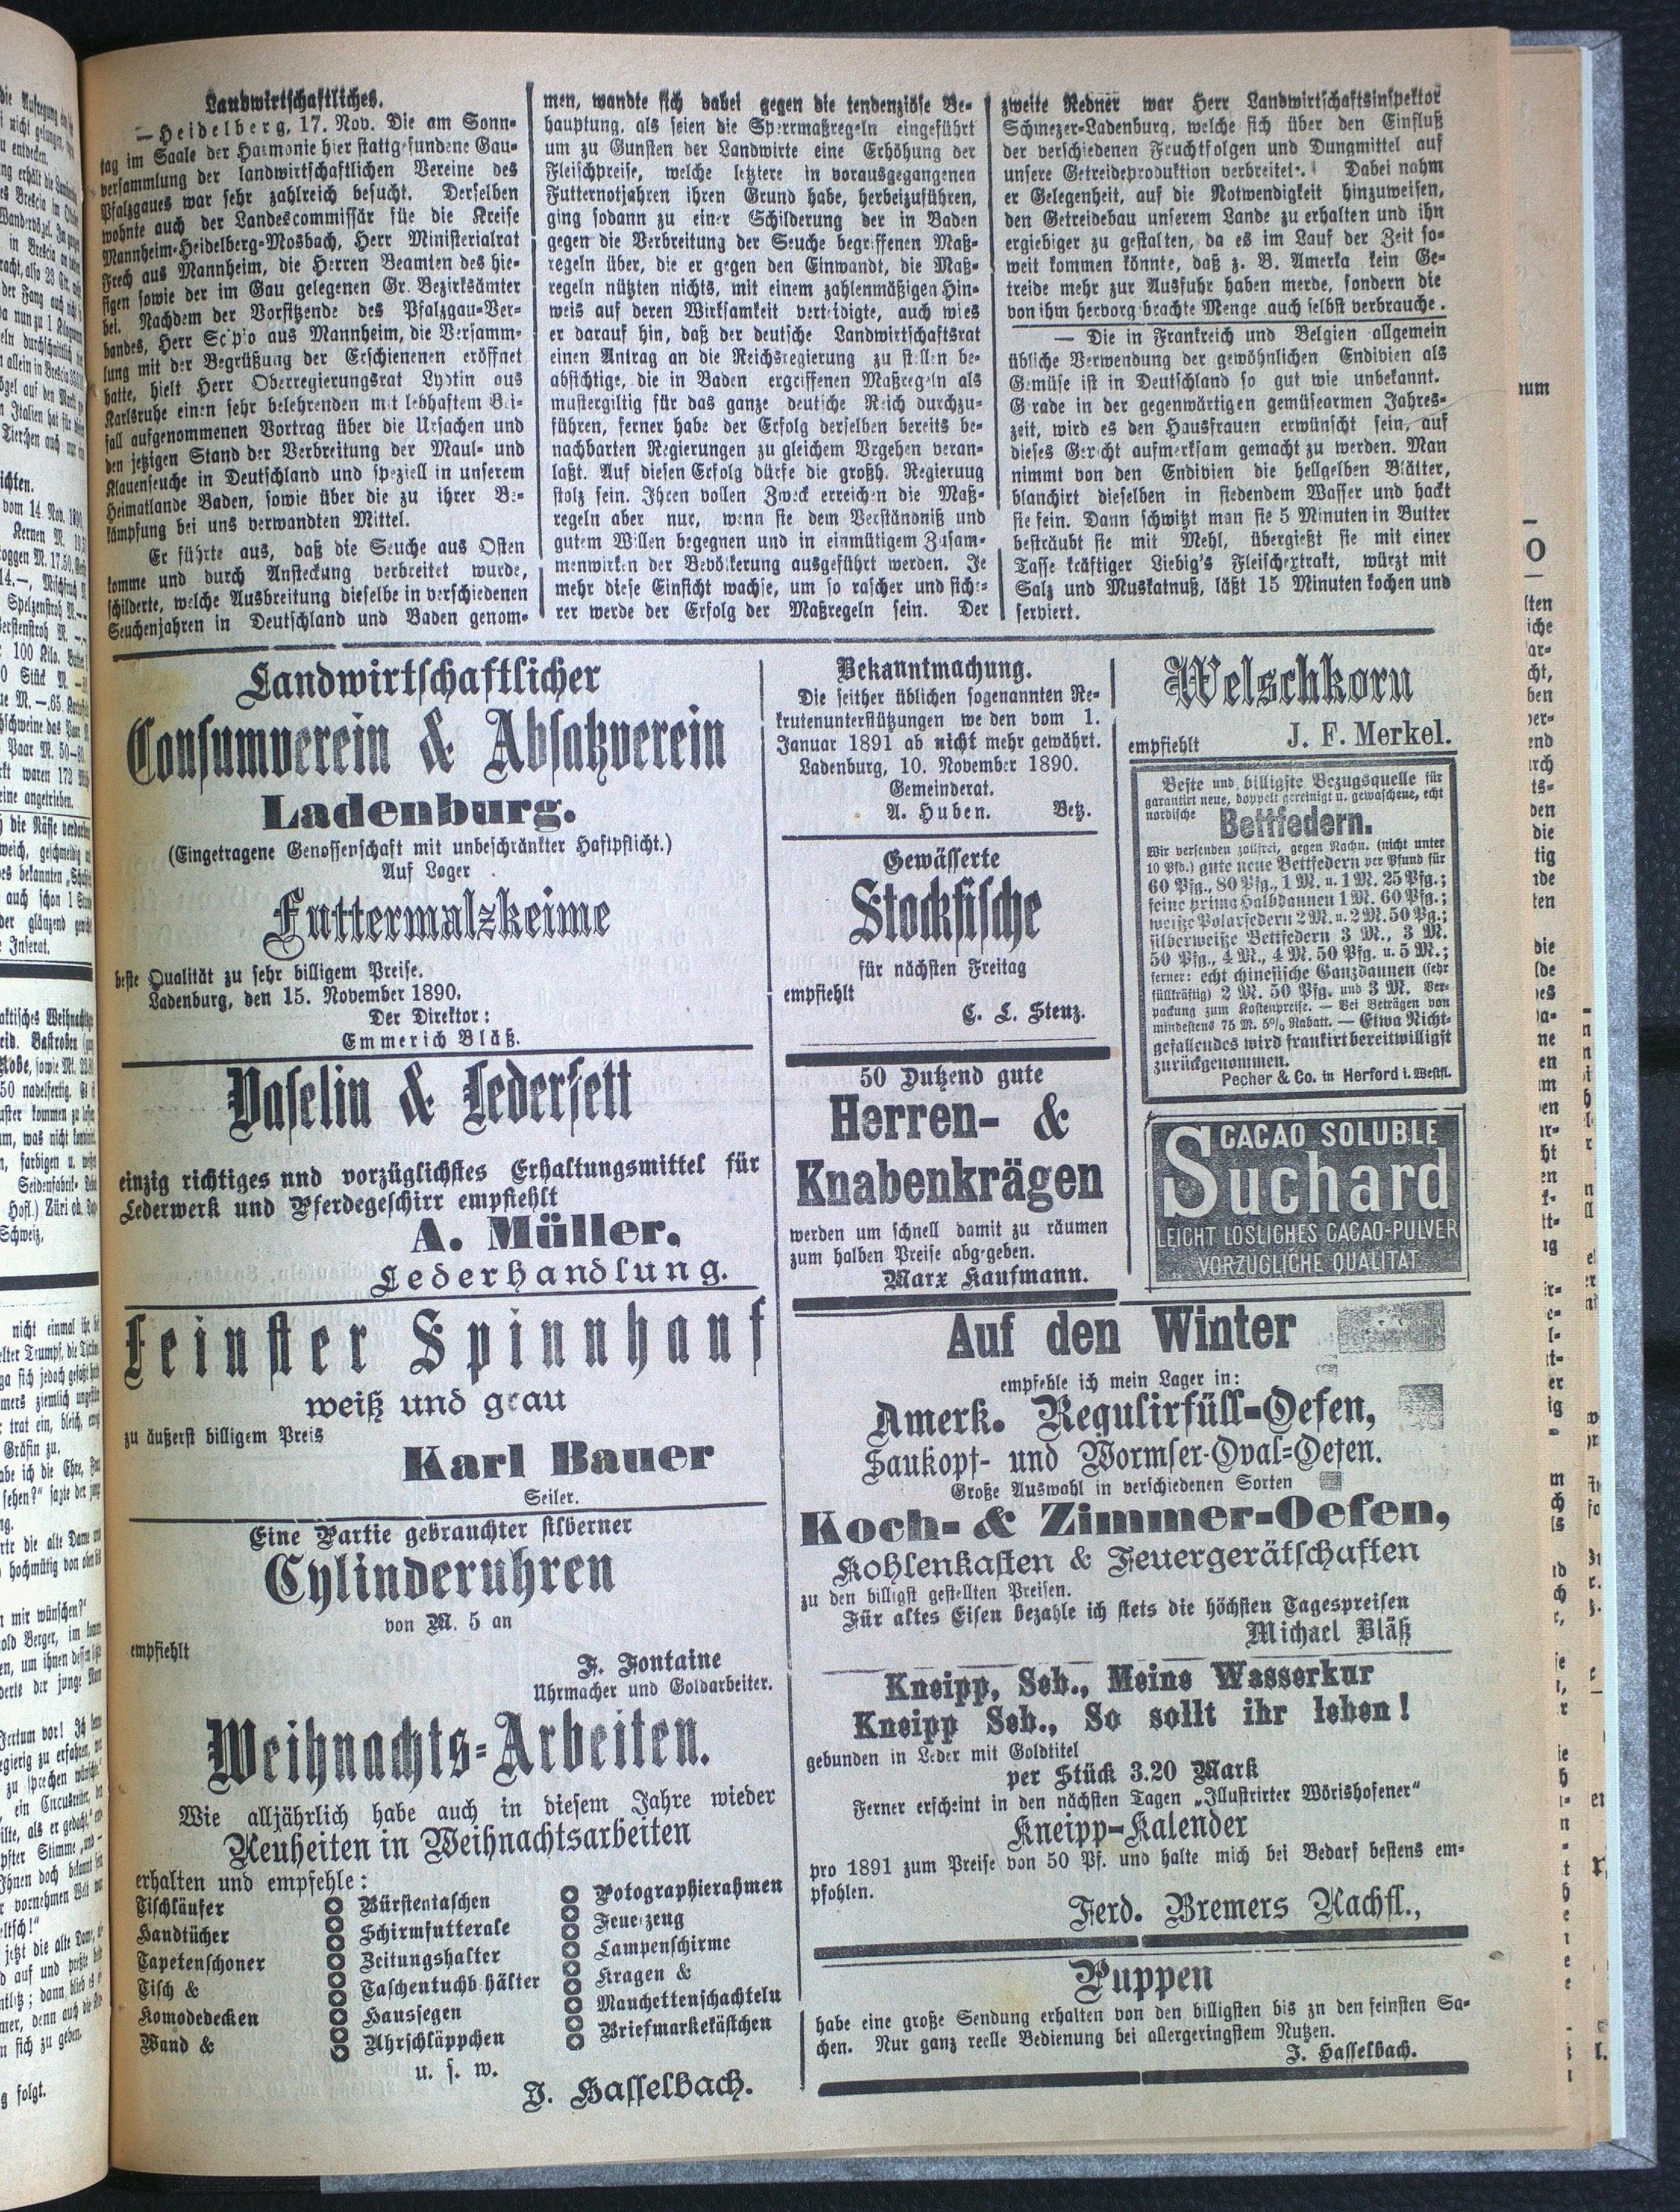 Landwirtschaftliches.
— Heidelberg, 17. Nov. Die am Sonn-
tag im Saale der Harmonie hier stattgefundene Gau-
versammlung der landwirtschaftlichen Vereine des
Pfalzgaues war sehr zahlreich besucht. Derselben
wohnte auch der Landescommissär für die Kreise
Mannheim-Heidelberg-Mosbach, Herr Ministerialrat
Frech aus Mannheim, die Herren Beamten des hie-
sigen sowie der im Gau gelegenen Gr. Bezirksämter
bei. Nachdem der Vorsitzende des Pfalzgau-Ver-
bandes, Herr Scipio aus Mannheim, die Versamm-
lung mit der Begrüßung der Erschienenen eröffnet
hatte, hielt Herr Oberregierungsrat Lydtin aus
Karlsruhe einen sehr belehrenden mit lebhaftem Bei-
fall aufgenommenen Vortrag über die Ursachen und
den jetzigen Stand der Verbreitung der Maul- und
Klauenseuche in Deutschland und speziell in unserem
Heimatlande Baden, sowie über die zu ihrer Be-
kämpfung bei uns verwandten Mittel.
Er führte aus, daß die Seuche aus Osten
komme und durch Ansteckung verbreitet wurde,
schilderte, welche Ausbreitung dieselbe in verschiedenen
Seuchenjahren in Deutschland und Baden genom-
men, wandte sich dabei gegen die tendenziöse Be-
hauptung, als seien die Sperrmaßregeln eingeführt
um zu Gunsten der Landwirte eine Erhöhung der
Fleischpreise, welche letztere in vorausgegangenen
Futternotjahren ihren Grund habe, herbeizuführen,
ging sodann zu einer Schilderung der in Baden
gegen die Verbreitung der Seuche begriffenen Maß-
regeln über, die er gegen den Einwandt, die Maß-
regeln nützten nichts, mit einem zahlenmäßigen Hin-
weis auf deren Wirksamkeit verteidigte, auch wies
er darauf hin, daß der deutsche Landwirtschaftsrat
einen Antrag an die Reichsregierung zu stellen be-
absichtige, die in Baden ergriffenen Maßregeln als
mustergiltig für das ganze deutsche Reich durchzu-
führen, ferner habe der Erfolg derselben bereits be-
nachbarten Regierungen zu gleichem Vrgehen veran-
laßt. Auf diesen Erfolg dürfe die großh. Regieruug
stolz sein. Ihren vollen Zweck erreichen die Maß-
regeln aber nur, wenn sie dem Verständniß und
gutem Willen begegnen und in einmütigem Zusam-
menwirken der Bevölkerung ausgeführt werden. Je
mehr diese Einsicht wachse, um so rascher und siche-
rer werde der Erfolg der Maßregeln sein. Der
zweite Redner war Herr Landwirtschaftsinspektor
Schmezer-Ladenburg, welche sich über den Einfluß
der verschiedenen Feuchtfolgen und Dungmittel auf
unsere Getreideproduktion verbreitete. Dabei nahm
er Gelegenheit, auf die Notwendigkeit hinzuweisen,
den Getreidebau unserem Lande zu erhalten und ihn
ergiebiger zu gestalten, da es im Lauf der Zeit so-
weit kommen könnte, daß z. B. Amerka kein Ge-
treide mehr zur Ausfuhr haben merde, sondern die
von ihm hervorgebrachte Menge auch selbst verbrauche.
— Die in Frankreich und Belgien allgemein
übliche Verwendung der gewöhnlichen Endivien als
Gemüse ist in Deutschland so gut wie unbekannt.
Gerade in der gegenwärtigen gemüsearmen Jahres-
zeit, wird es den Hausfrauen erwünscht sein, auf
dieses Gericht aufmerksam gemacht zu werden. Man
nimmt von den Endivien die hellgelben Blätter,
blanchirt dieselben in siedendem Wasser und hackt
sie fein. Dann schwitzt man sie 5 Minuten in Butter
besträubt sie mit Mehl, übergießt sie mit einer
Tasse kräftiger Liebig's Fleischextrakt, würzt mit
Salz und Muskatnuß, läßt 15 Minuten kochen und
serviert.
Landwirtschaftlicher
Consumverein & Absatzverein
Ladenburg.
(Eingetragene Genossenschaft mit unbeschränkter Haftpflicht.)
Auf Lager
Futtermalzkeime
beste Qualität zu sehr billigem Preise.
Ladenburg, den 15. November 1890.
Der Direktor:
Emmerich Bläß.
Vaselin & Lederfett
einzig richtiges und vorzüglichstes Erhaltungsmittel für
Lederwerk und Pferdegeschirr empfiehlt
A. Müller,
Lederhandlung.
Feinster Spinnhanf
weiß und grau
zu äußerst billigem Preis
Karl Bauer
Seiler.
Eine Partie gebrauchter silberner
Cylinderuhren
von M. 5 an
empfiehlt
F. Fontaine
Uhrmacher und Goldarbeiter.
Weihnachts-Arbeiten.
Wie alljährlich habe auch in diesem Jahre wieder
Neuheiten in Weihnachtsarbeiten
erhalten und empfehle:
Tischläufer
Handtücher
Tapetenschoner
Tisch &
Komodedecken
Wand &
Bürstentaschen
Schirmfutterale
Zeitungshalter
Taschentuchbehälter
Haussegen
Uhrschläppchen
Potographierahmen
Feuerzeug
Lampenschirme
Kragen &
Manchettenschachteln
Briefmarkekästchen
u. s. w.
J. Hasselbach.
Bekanntmachung.
Die seither üblichen sogenannten Re-
krutenunterstützungen werden vom 1.
Januar 1891 ab nicht mehr gewährt.
Ladenburg, 10. November 1890.
Gemeinderat.
A. Huben. Betz.
Gewässerte
Stockfische
für nächsten Freitag
empfiehlt
C. L. Stenz.
50 Dutzend gute
Herren- &
Knabenkrägen
werden um schnell damit zu räumen
zum halben Preise abgegeben.
Marx Kaufmann.
Welschkorn
empfiehlt J. F. Merkel.
Beste und billigste Bezugsquelle für
garantirt neue, doppelt gereinigt u. gewaschene, echt
nordische
Bettfedern.
Wir versenden zollfrei, gegen Nachn. (nicht unter
10 Pfd.) gute neue Bettfedern per Pfund für
60 Pfg., 80 Pfg., 1 M. u. 1 M. 25 Pfg.;
feine prima Halbdaunen 1 M. 60 Pfg.;
weiße Polarfedern 2 M. u. 2 M. 50 Pg.;
silberweiße Bettfedern 3 M., 3 M.
50 Pfg., 4 M., 4 M. 50 Pfg. u. 5 M.;
ferner: echt chinesische Ganzdaunen (sehr
füllkräftig) 2 M. 50 Pfg. und 3 M. Ver-
packung zum Kostenpreise. — Bei Beträgen von
mindestens 75 M. 5% Rabatt. — Etwa Nicht-
gefallendes wird frankirt bereitwilligst
zurückgenommen.
Pecher & Co. in Herford i. Westfl.
CACAO SOLUBLE
Suchard
LEICHT LÖSLICHES CACAO-PULVER
VORZÜGLICHE QUALITÄT
Auf den Winter
empfehle ich mein Lager in:
Amerk. Regulirfüll-Oefen,
Saukopf- und Wormser-Oval-Oefen.
Große Auswahl in verschiedenen Sorten
Koch- & Zimmer-Oefen,
Kohlenkasten & Feuergerätschaften
zu den billigst gestellten Preisen.
Für altes Eisen bezahle ich stets die höchsten Tagespreisen
Michael Bläß
Kneipp, Seb., Meine Wasserkur
Kneipp Seb., So sollt ihr leben!
gebunden in Leder mit Goldtitel
per Stück 3.20 Mark
Ferner erscheint in den nächsten Tagen „Illustrirter Wörishofener“
Kneipp-Kalender
pro 1891 zum Preise von 50 Pf. und halte mich bei Bedarf bestens em-
pfohlen.
Ferd. Bremers Nachfl.,
Puppen
habe eine große Sendung erhalten von den billigsten bis zn den feinsten Sa-
chen. Nur ganz reelle Bedienung bei allergeringstem Nutzen.
J. Hasselbach.